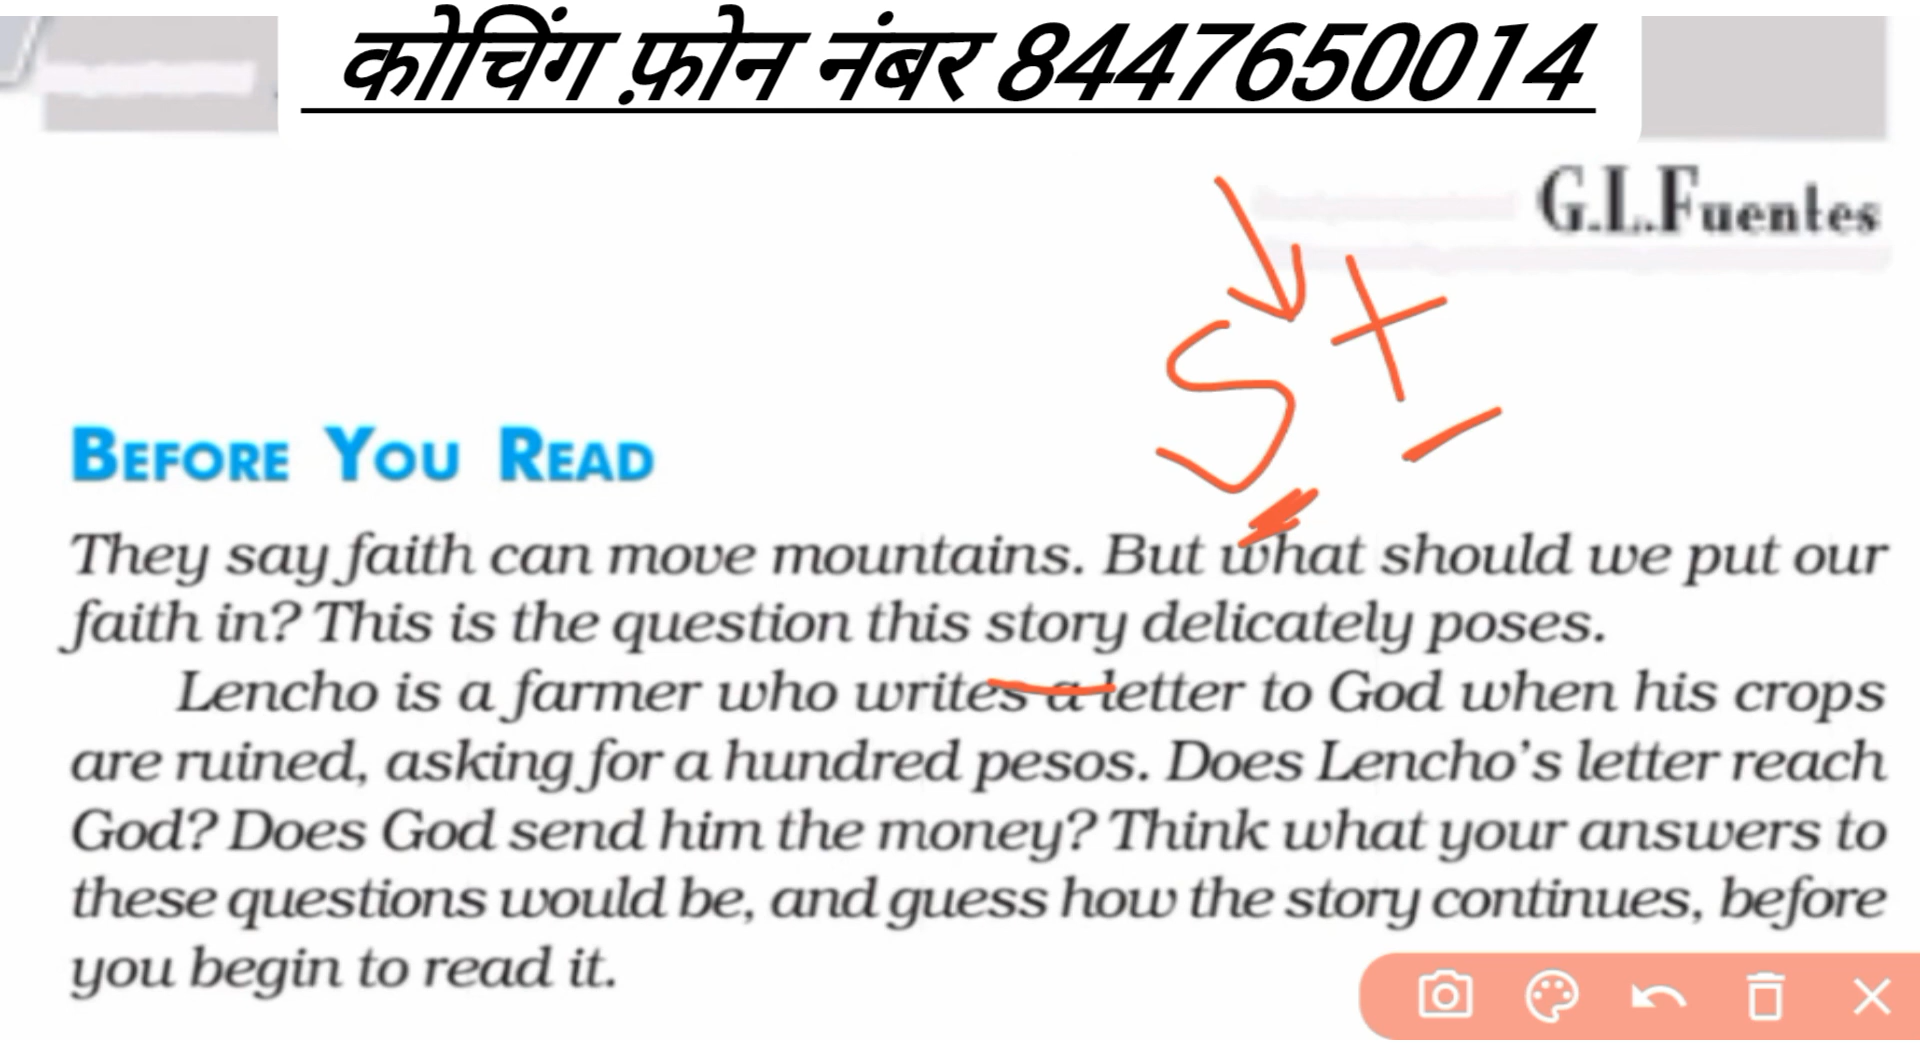 कोचिंग फ़ोन नंबर 8447650014
G.L.Fuentes
BEFORE YOU READ
They say faith can move mountains. But what should we put our
faith in? This is the question this story delicately poses.
Lencho is a farmer who writes a letter to God when his crops
are ruined, asking for a hundred pesos. Does Lencho's letter reach
God? Does God send him the money? Think what your answers to
these questions would be, and guess how the story continues, before
you begin to read it.